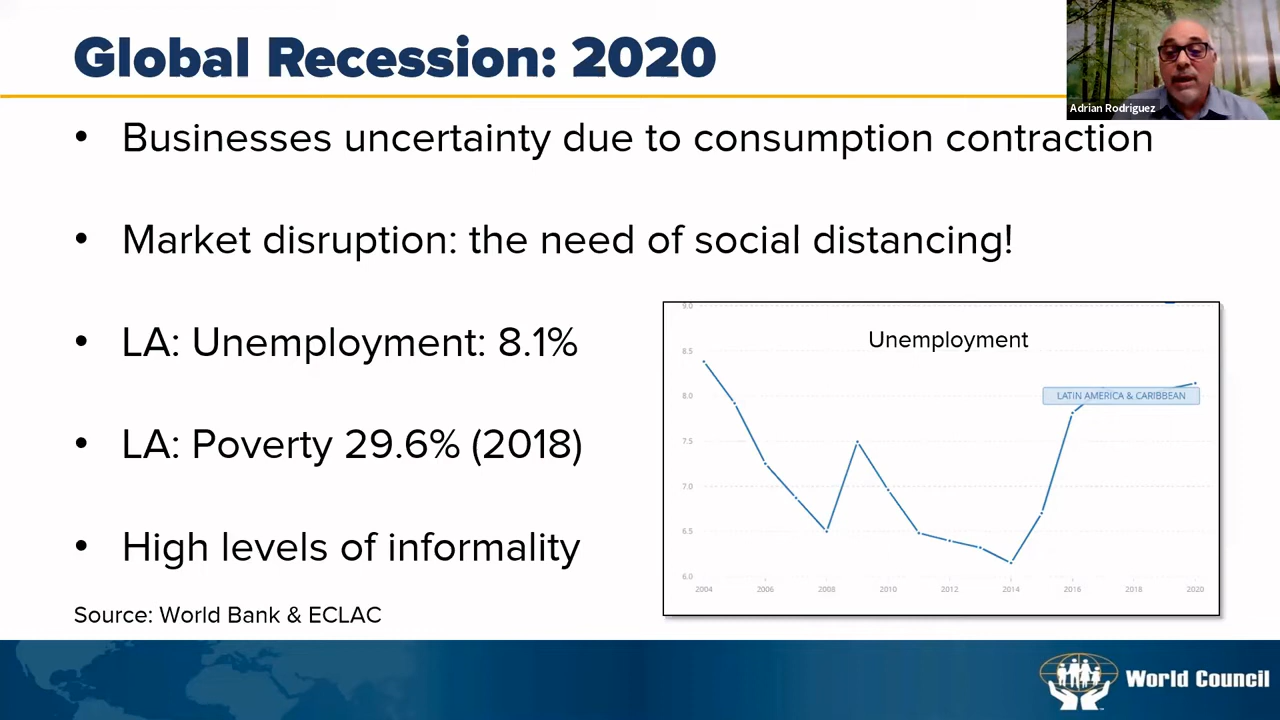 Global Recession: 2020
Adrian Rodriguez
• Businesses uncertainty due to consumption contraction
• Market disruption: the need of social distancing!
• LA: Unemployment: 8.1%
• LA: Poverty 29.6% (2018)
• High levels of informality
Source: World Bank & ECLAC
Unemployment
9.0
8.5
8.0
7.5
7.0
6.5
6.0
LATIN AMERICA & CARIBBEAN
2004 2006 2008 2010 2012 2014 2016 2018 2020
World Council